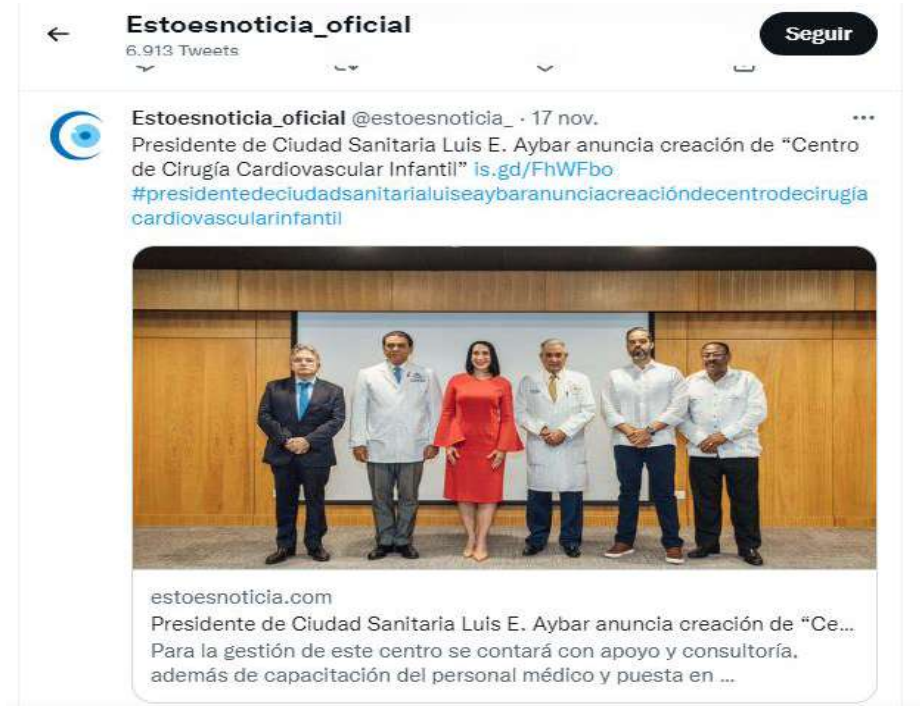 Estoesnoticia_oficial
6.913 Tweets
Seguir
Estoesnoticia_oficial @estoesnoticia_ · 17 nov.
Presidente de Ciudad Sanitaria Luis E. Aybar anuncia creación de “Centro
de Cirugía Cardiovascular Infantil” is.gd/FhWFbo
#presidentedeciudadsanitarialuiseaybaranunciacreacióndecentrodecirugía
cardiovascularinfantil
estoesnoticia.com
Presidente de Ciudad Sanitaria Luis E. Aybar anuncia creación de “Ce...
Para la gestión de este centro se contará con apoyo y consultoría,
además de capacitación del personal médico y puesta en ...